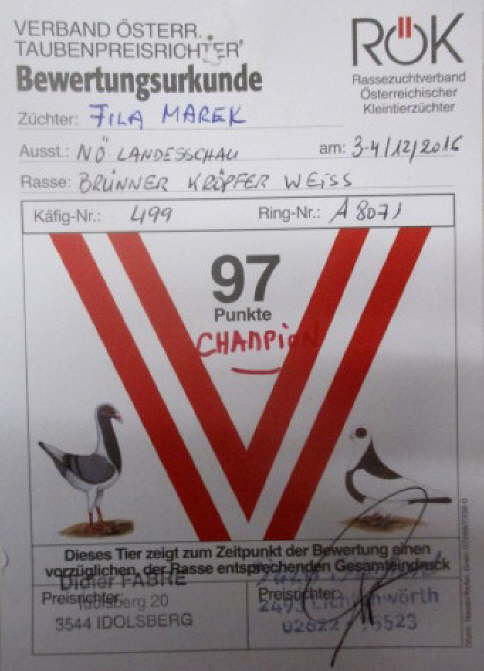 VERBAND ÖSTERR.
TAUBENPREISRICHTER
Bewertungsurkunde
RÖK
Rassezuchtverband
Österreichischer
Kleintierzüchter
Züchter: FILA MAREK
Ausst.: NÖ LANDESSCHAU am: 3-4/12/2016
Rasse: BRÜNNER KRÖPFER WEISS
Käfig-Nr.: 499 Ring-Nr.: A 8071
97
Punkte
CHAMPION
Dieses Tier zeigt zum Zeitpunkt der Bewertung einen
vorzüglichen, der Rasse entsprechenden Gesamteindruck
Didier FABRE
Preisrichter: Preisrichter:
Idolsberg 20 2493 Lichtenwörth
3544 IDOLSBERG 02622